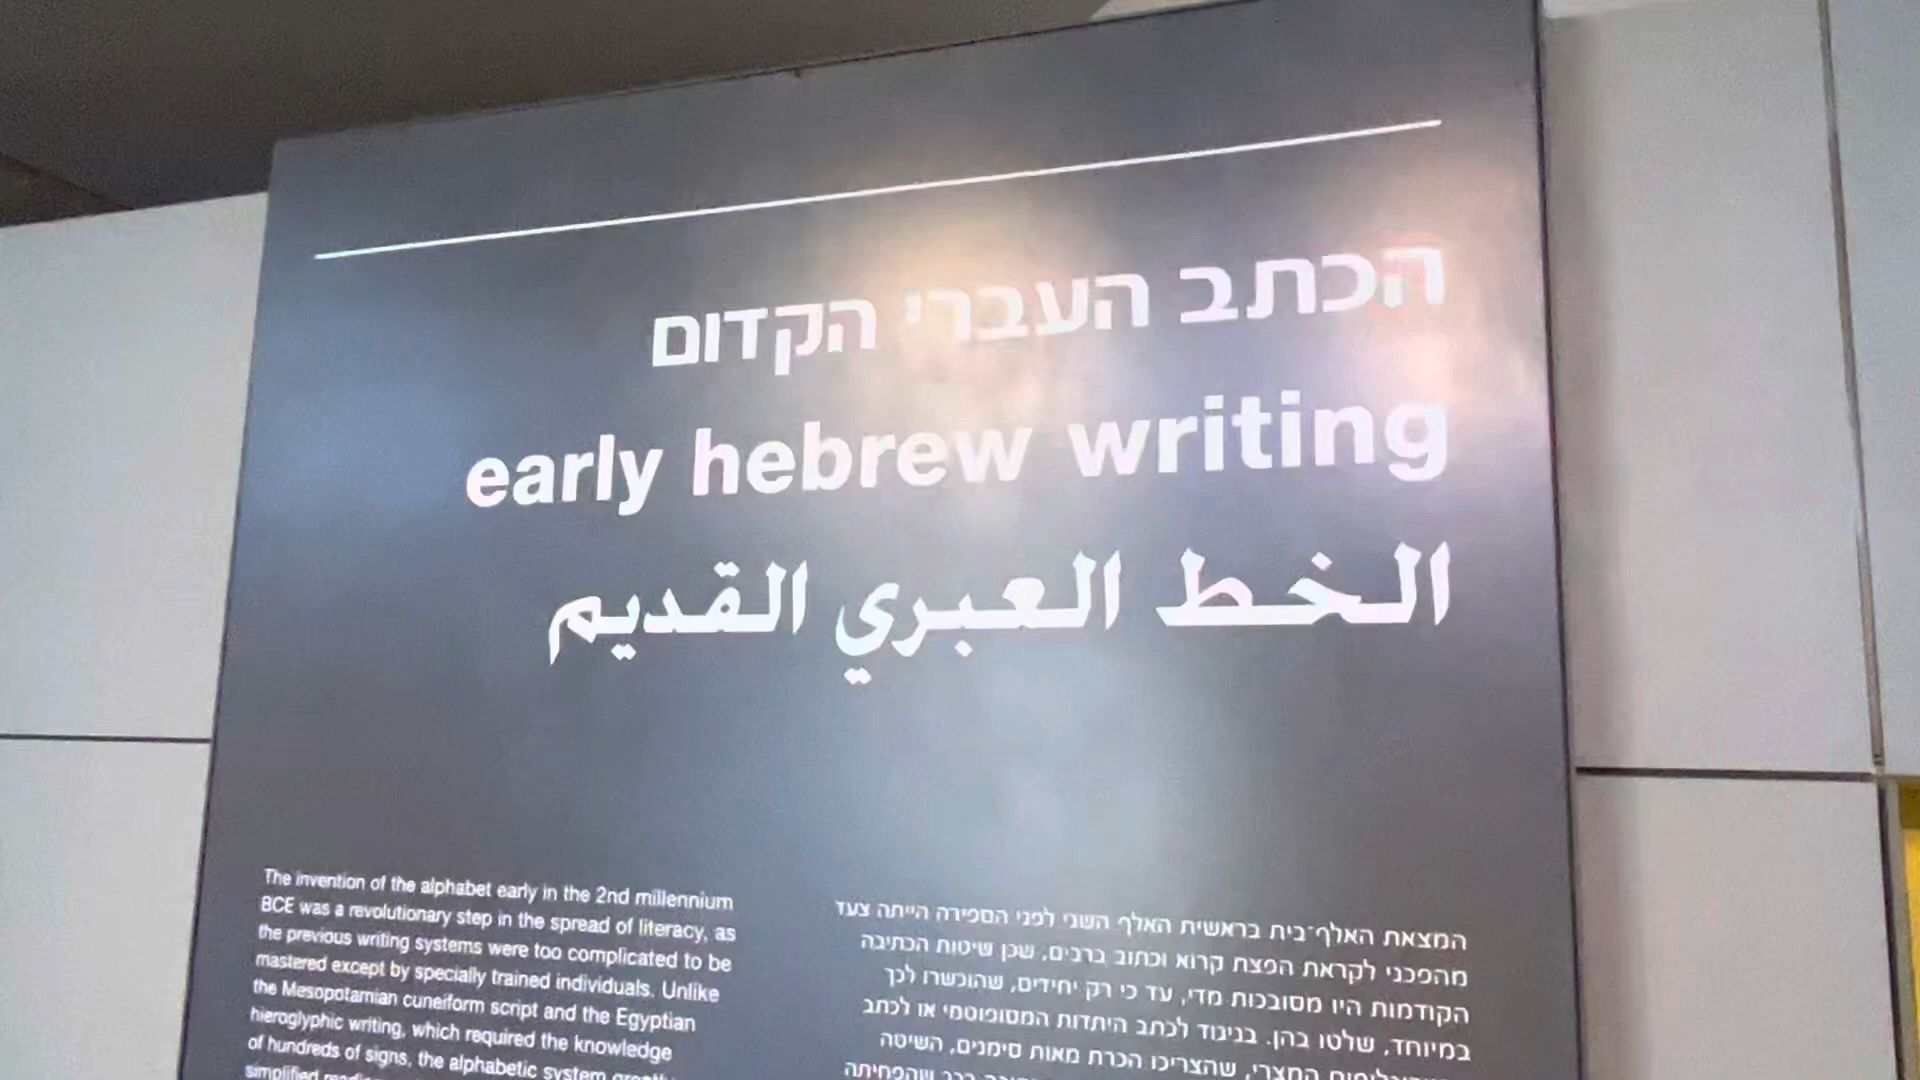 הכתב העברי הקדום
early hebrew writing
الخط العبري القديم
The invention of the alphabet early in the 2nd millennium
BCE was a revolutionary step in the spread of literacy, as
the previous writing systems were too complicated to be
mastered except by specially trained individuals. Unlike
the Mesopotamian cuneiform script and the Egyptian
hieroglyphic writing, which required the knowledge
of hundreds of signs, the alphabetic system greatly
simplified
המצאת האלף־בית בראשית האלף השני לפני הספירה הייתה צעד
מהפכני לקראת הפצת קרוא וכתוב ברבים, שכן שיטות הכתיבה
הקודמות היו מסובכות מדי, עד כי רק יחידים, שהוכשרו לכך
במיוחד, שלטו בהן. בניגוד לכתב היתדות המסופוטמי או לכתב
המצרי, שהצריכו הכרת מאות סימנים, השיטה
שהפחיתה